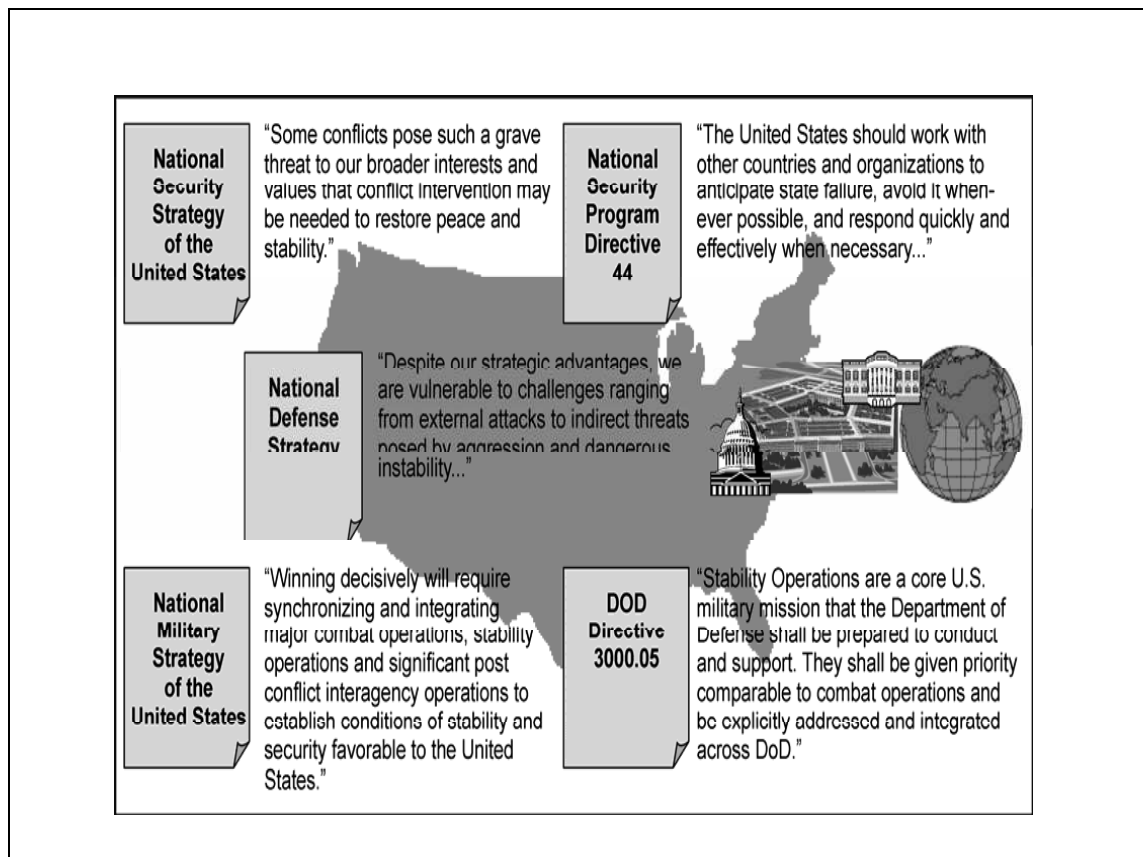 National
Security
Strategy
of the
United States
“Some conflicts pose such a grave
threat to our broader interests and
values that conflict intervention may
be needed to restore peace and
stability.”
National
Security
Program
Directive
44
“The United States should work with
other countries and organizations to
anticipate state failure, avoid it when-
ever possible, and respond quickly and
effectively when necessary...”
National
Defense
Strategy
“Despite our strategic advantages, we
are vulnerable to challenges ranging
from external attacks to indirect threats
posed by aggression and dangerous
instability...”
National
Military
Strategy
of the
United States
“Winning decisively will require
synchronizing and integrating
major combat operations, stability
operations and significant post
conflict interagency operations to
establish conditions of stability and
security favorable to the United
States.”
DOD
Directive
3000.05
“Stability Operations are a core U.S.
military mission that the Department of
Defense shall be prepared to conduct
and support. They shall be given priority
comparable to combat operations and
be explicitly addressed and integrated
across DoD.”